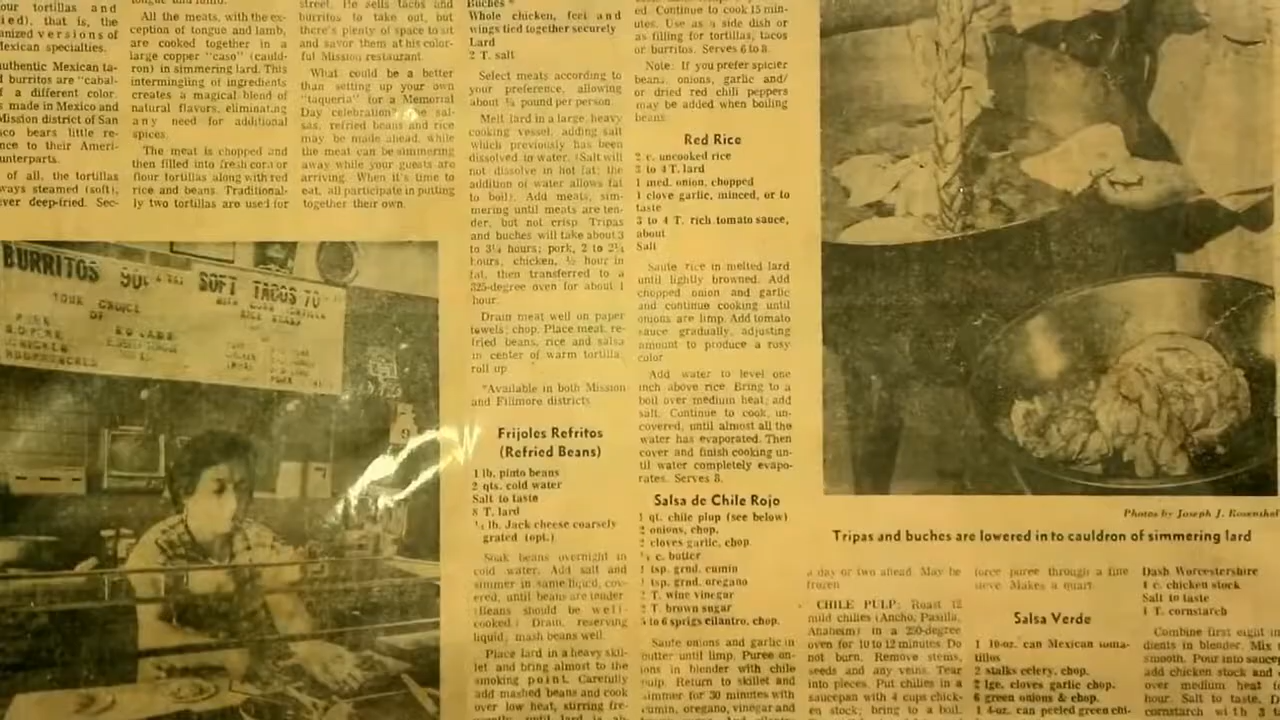 our tortillas and
ied), that is, the
anized versions of
Mexican specialties.
authentic Mexican ta-
d burritos are "cabal-
f a different color.
s made in Mexico and
Mission district of San
sco bears little re-
nce to their Ameri-
unterparts.
of all, the tortillas
ways steamed (soft),
ever deep-fried. Sec-
All the meats, with the ex-
ception of tongue and lamb,
are cooked together in a
large copper "caso" (cauld-
ron) in simmering lard. This
intermingling of ingredients
creates a magical blend of
natural flavors, eliminating
any need for additional
spices.
The meat is chopped and
then filled into fresh corn or
flour tortillas along with red
rice and beans. Traditional-
ly two tortillas are used for
street. He sells tacos and
burritos to take out, but
there's plenty of space to sit
and savor them at his color-
ful Mission restaurant.
What could be a better
than setting up your own
"taqueria" for a Memorial
Day celebration? The sal-
sas, refried beans and rice
may be made ahead, while
the meat can be simmering
away while your guests are
arriving. When it's time to
eat, all participate in putting
together their own.
BURRITOS 90¢ SOFT TACOS 70
YOUR CHOICE
OF
Buches *
Whole chicken, feet and
wings tied together securely
Lard
2 T. salt
Select meats according to
your preference, allowing
about ¾ pound per person.
Melt lard in a large, heavy
cooking vessel, adding salt
which previously has been
dissolved in water. (Salt will
not dissolve in hot fat; the
addition of water allows fat
to boil). Add meats, sim-
mering until meats are ten-
der, but not crisp. Tripas
and buches will take about 3
to 3¼ hours; pork, 2 to 2¼
hours, chicken, ½ hour in
fat, then transferred to a
325-degree oven for about 1
hour.
Drain meat well on paper
towels; chop. Place meat, re-
fried beans, rice and salsa
in center of warm tortilla,
roll up
*Available in both Mission
and Fillmore districts
Frijoles Refritos
(Refried Beans)
1 lb. pinto beans
2 qts. cold water
Salt to taste
8 T. lard
lb. Jack cheese coarsely
grated (opt.)
Soak beans overnight in
cold water. Add salt and
simmer in same liquid, cov-
ered, until beans are tender
(Beans should be well-
cooked.) Drain, reserving
liquid, mash beans well.
Place lard in a heavy skil-
let and bring almost to the
smoking point. Carefully
add mashed beans and cook
over low heat, stirring fre-
quently, until lard is ab-
ed. Continue to cook 15 min-
utes. Use as a side dish or
as filling for tortillas, tacos
or burritos. Serves 6 to 8.
Note: If you prefer spicier
beans, onions, garlic and/
or dried red chili peppers
may be added when boiling
beans.
Red Rice
2 c. uncooked rice
3 to 4 T. lard
1 med. onion, chopped
1 clove garlic, minced, or to
taste
3 to 4 T. rich tomato sauce,
about
Salt
Saute rice in melted lard
until lightly browned. Add
chopped onion and garlic
and continue cooking until
onions are limp. Add tomato
sauce gradually, adjusting
amount to produce a rosy
color.
Add water to level one
inch above rice. Bring to a
boil over medium heat; add
salt. Continue to cook, un-
covered, until almost all the
water has evaporated. Then
cover and finish cooking un-
til water completely evapo-
rates. Serves 8.
Salsa de Chile Rojo
1 qt. chile plup (see below)
2 onions, chop.
2 cloves garlic, chop.
¼ c. butter
1 tsp. grnd. cumin
1 tsp. grnd. oregano
2 T. wine vinegar
2 T. brown sugar
5 to 6 sprigs cilantro, chop.
Saute onions and garlic in
butter until limp. Puree on-
ions in blender with chile
pulp. Return to skillet and
simmer for 30 minutes with
cumin, oregano, vinegar and
Photos by Joseph J. Rosenthal
Tripas and buches are lowered in to cauldron of simmering lard
a day or two ahead. May be
frozen
CHILE PULP: Roast 12
mild chilies (Ancho, Pasilla,
Anaheim) in a 250-degree
oven for 10 to 12 minutes. Do
not burn. Remove stems,
seeds and any veins. Tear
into pieces. Put chilies in a
saucepan with 4 cups chick-
en stock; bring to a boil.
force puree through a fine
sieve. Makes a quart.
Salsa Verde
1 10-oz. can Mexican toma-
tillos
2 stalks celery, chop.
2 lge. cloves garlic chop.
6 green onions & chop.
1 4-oz. can peeled green chi-
Dash Worcestershire
1 c. chicken stock
Salt to taste
1 T. cornstarch
Combine first eight in
dients in blender. Mix
smooth. Pour into sauce
add chicken stock and
over medium heat
hour. Salt to taste,
cornstarch with 3